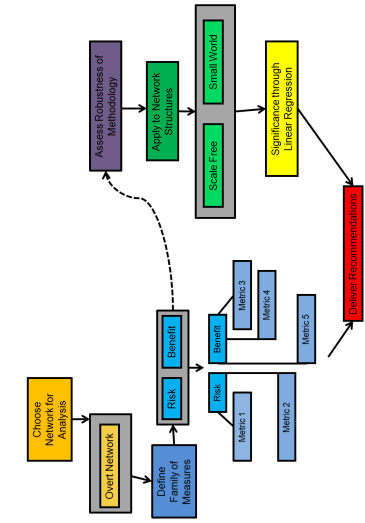 Choose
Network for
Analysis
Overt Network
Define
Family of
Measures
Risk
Benefit
Risk
Metric 1
Metric 2
Benefit
Metric 3
Metric 4
Metric 5
Assess Robustness of
Methodology
Apply to Network
Structures
Scale Free
Small World
Significance through
Linear Regression
Deliver Recommendations